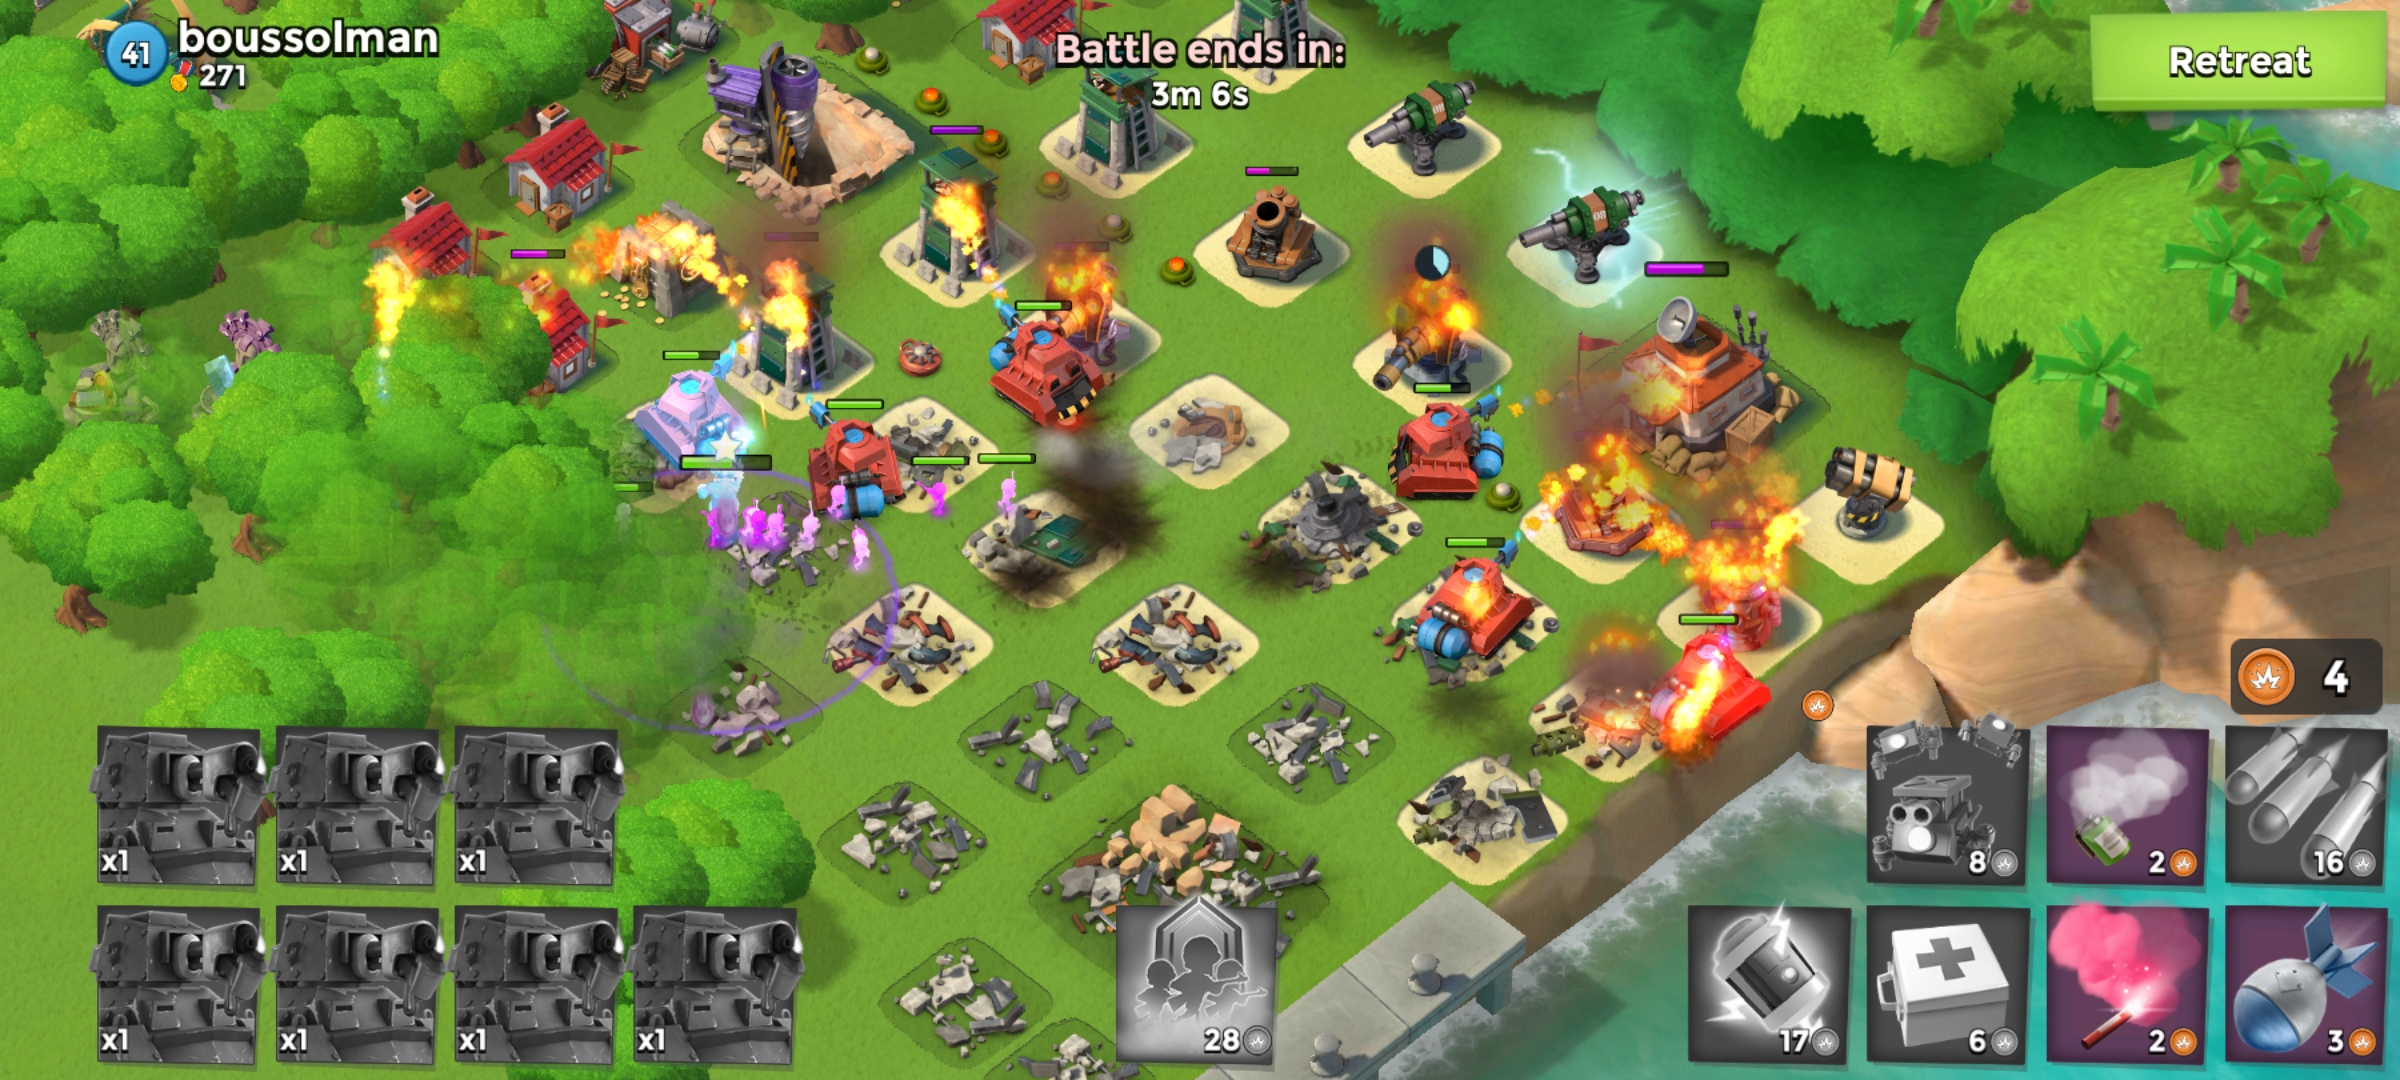 41
boussolman
271
Battle ends in:
3m 6s
Retreat
4
x1
x1
x1
8
2
16
x1
x1
x1
x1
28
17
6
2
3